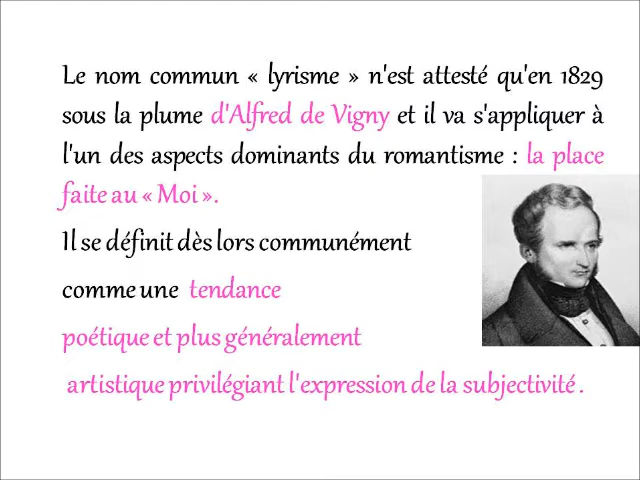 Le nom commun « lyrisme » n'est attesté qu'en 1829
sous la plume d'Alfred de Vigny et il va s'appliquer à
l'un des aspects dominants du romantisme : la place
faite au « Moi ».
Il se définit dès lors communément
comme une tendance
poétique et plus généralement
artistique privilégiant l'expression de la subjectivité .